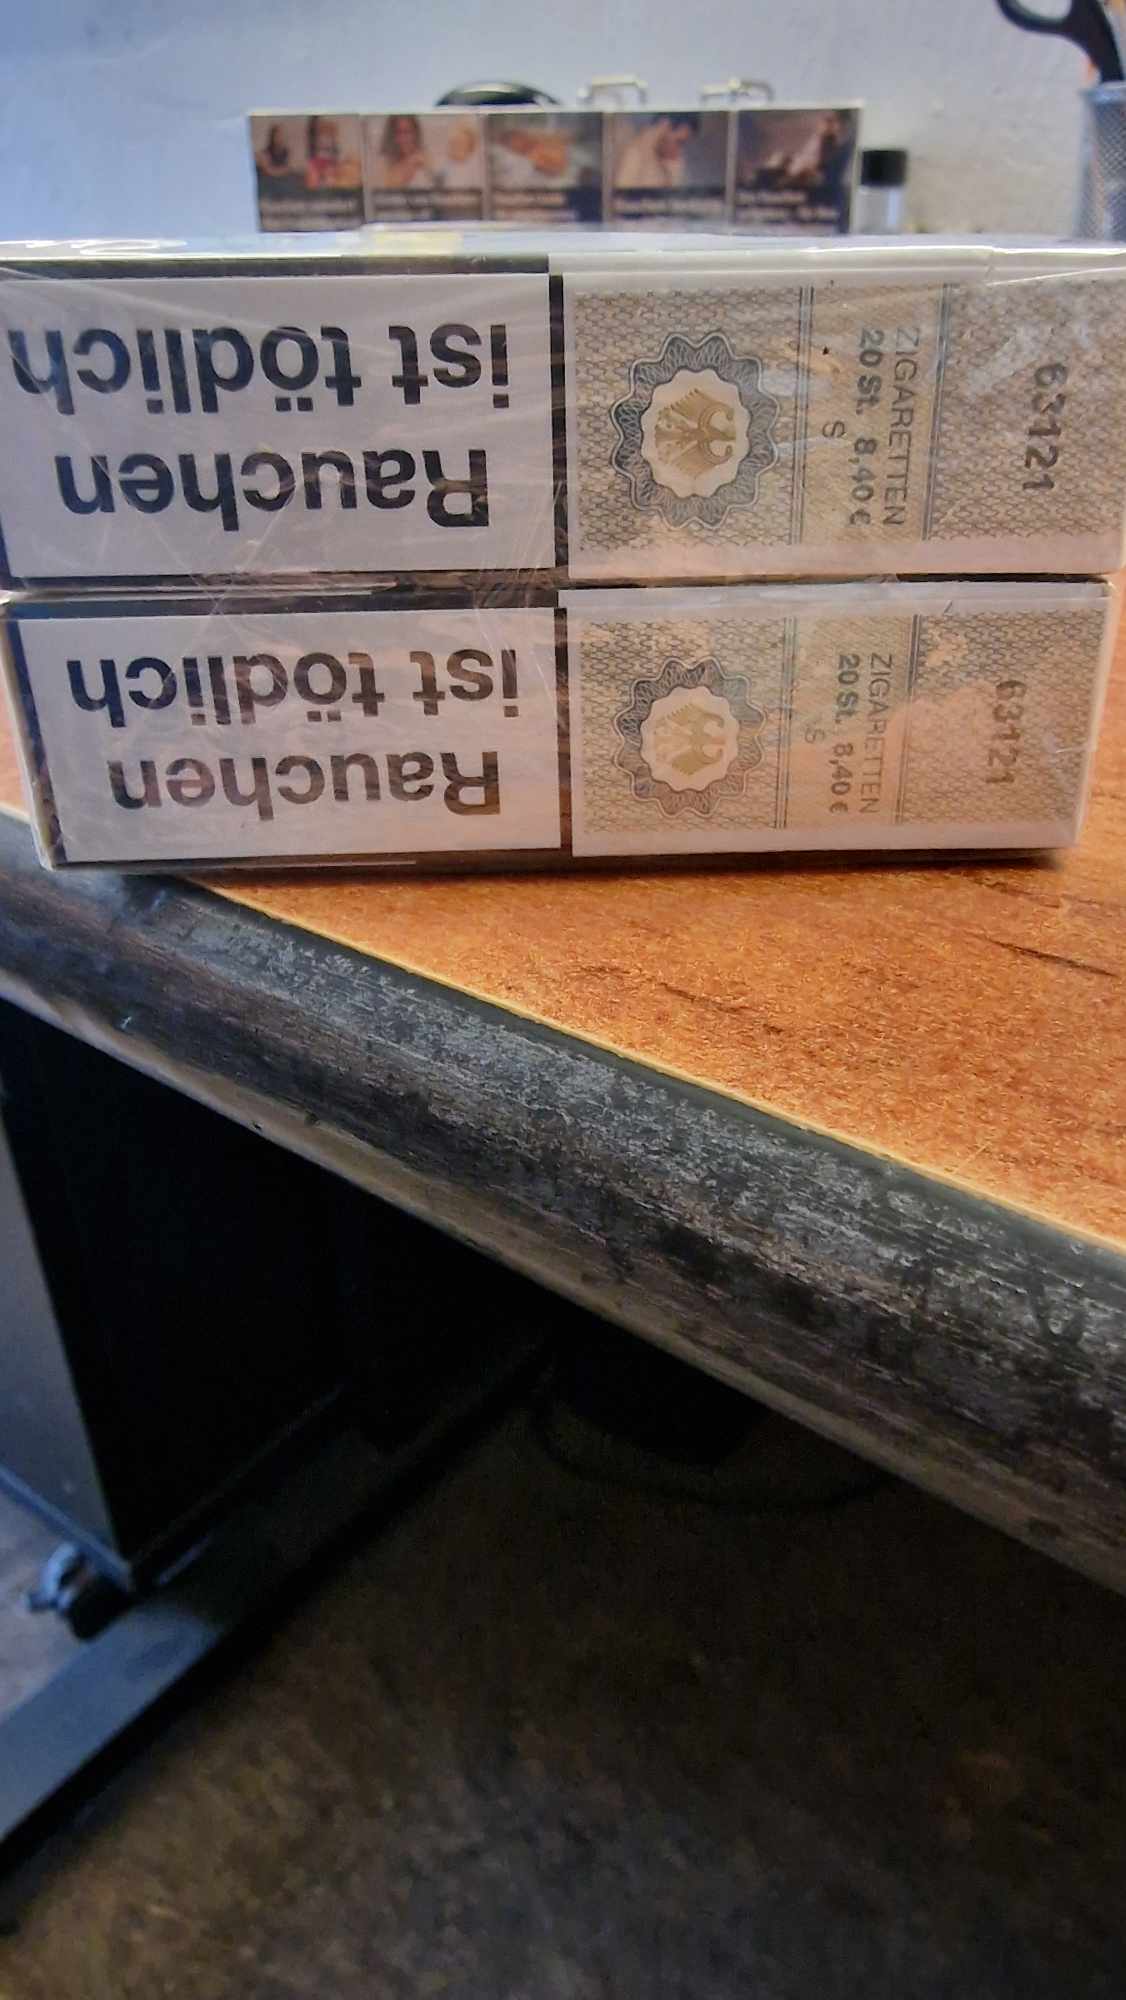 Rauchen
ist tödlich
ZIGARETTEN
20 St. 8,40 €
S
63121
Rauchen
ist tödlich
ZIGARETTEN
20 St. 8,40 €
S
63121